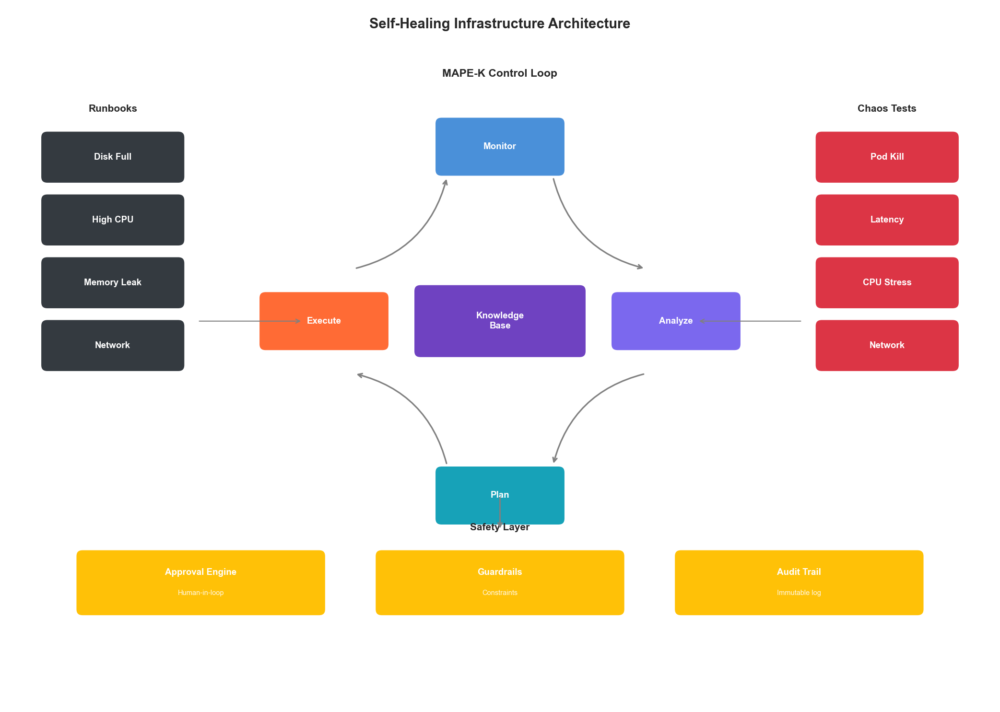 Self-Healing Infrastructure Architecture
MAPE-K Control Loop
Runbooks
Disk Full
High CPU
Memory Leak
Network
Monitor
Execute
Knowledge
Base
Analyze
Plan
Chaos Tests
Pod Kill
Latency
CPU Stress
Network
Safety Layer
Approval Engine
Human-in-loop
Guardrails
Constraints
Audit Trail
Immutable log